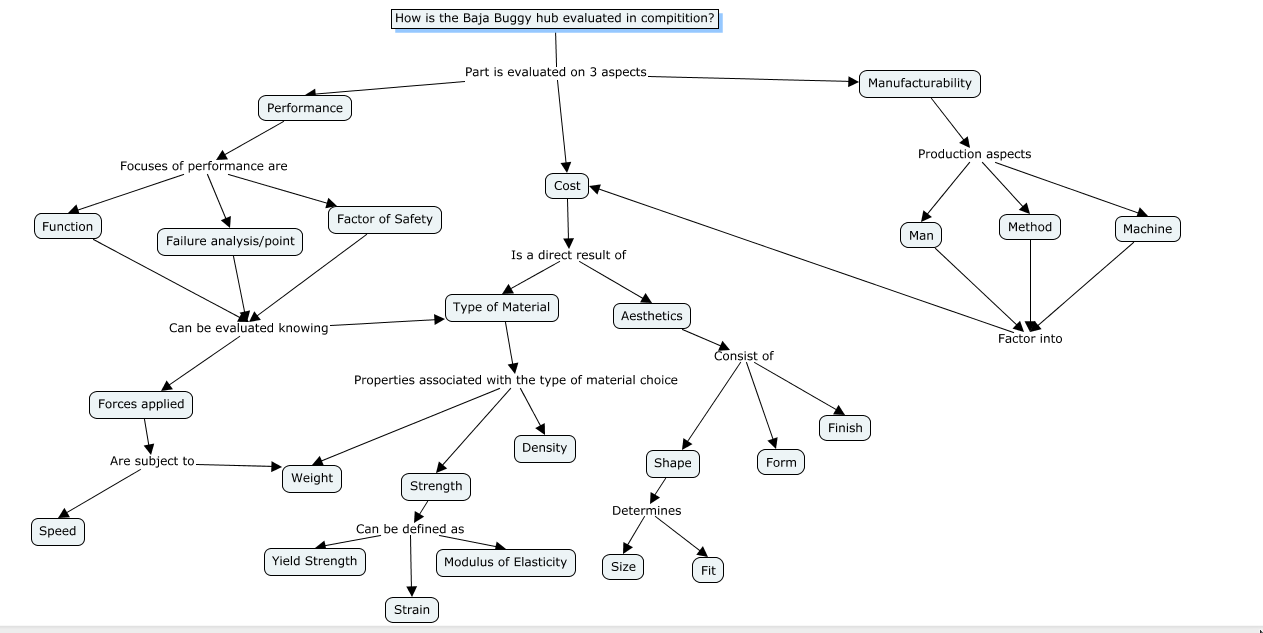 How is the Baja Buggy hub evaluated in compitition?
Part is evaluated on 3 aspects
Manufacturability
Performance
Production aspects
Focuses of performance are
Cost
Function
Failure analysis/point
Factor of Safety
Man
Method
Machine
Is a direct result of
Type of Material
Aesthetics
Can be evaluated knowing
Factor into
Consist of
Properties associated with the type of material choice
Forces applied
Finish
Density
Are subject to
Weight
Strength
Shape
Form
Determines
Speed
Can be defined as
Yield Strength
Modulus of Elasticity
Size
Fit
Strain